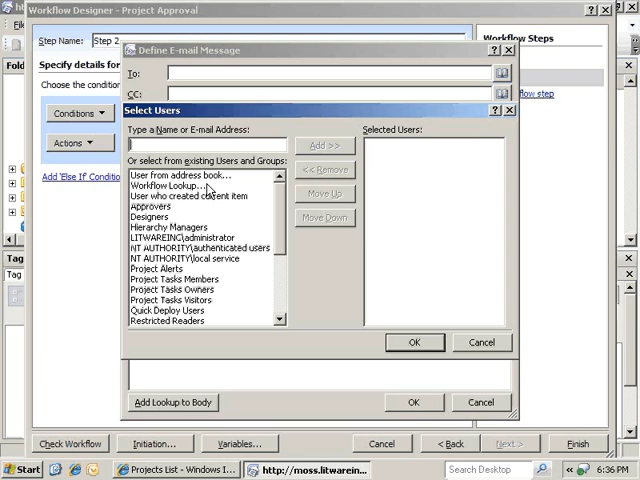 Workflow Designer - Project Approval
Step Name:
Step 2
Workflow Steps
Specify details for
Choose the condition
Conditions
Actions
Add 'Else If' Conditio
flow step
Define E-mail Message
To:
CC:
Select Users
Type a Name or E-mail Address:
Add >>
Selected Users:
Or select from existing Users and Groups:
<< Remove
Move Up
Move Down
User from address book...
Workflow Lookup...
User who created current item
Approvers
Designers
Hierarchy Managers
LITWAREINC\administrator
NT AUTHORITY\authenticated users
NT AUTHORITY\local service
Project Alerts
Project Tasks Members
Project Tasks Owners
Project Tasks Visitors
Quick Deploy Users
Restricted Readers
OK
Cancel
Add Lookup to Body
OK
Cancel
Check Workflow
Initiation...
Variables...
Cancel
< Back
Next >
Finish
Fold
Tag
Tag
Start
Projects List - Windows I...
http://moss.litwarein...
Search Desktop
6:36 PM